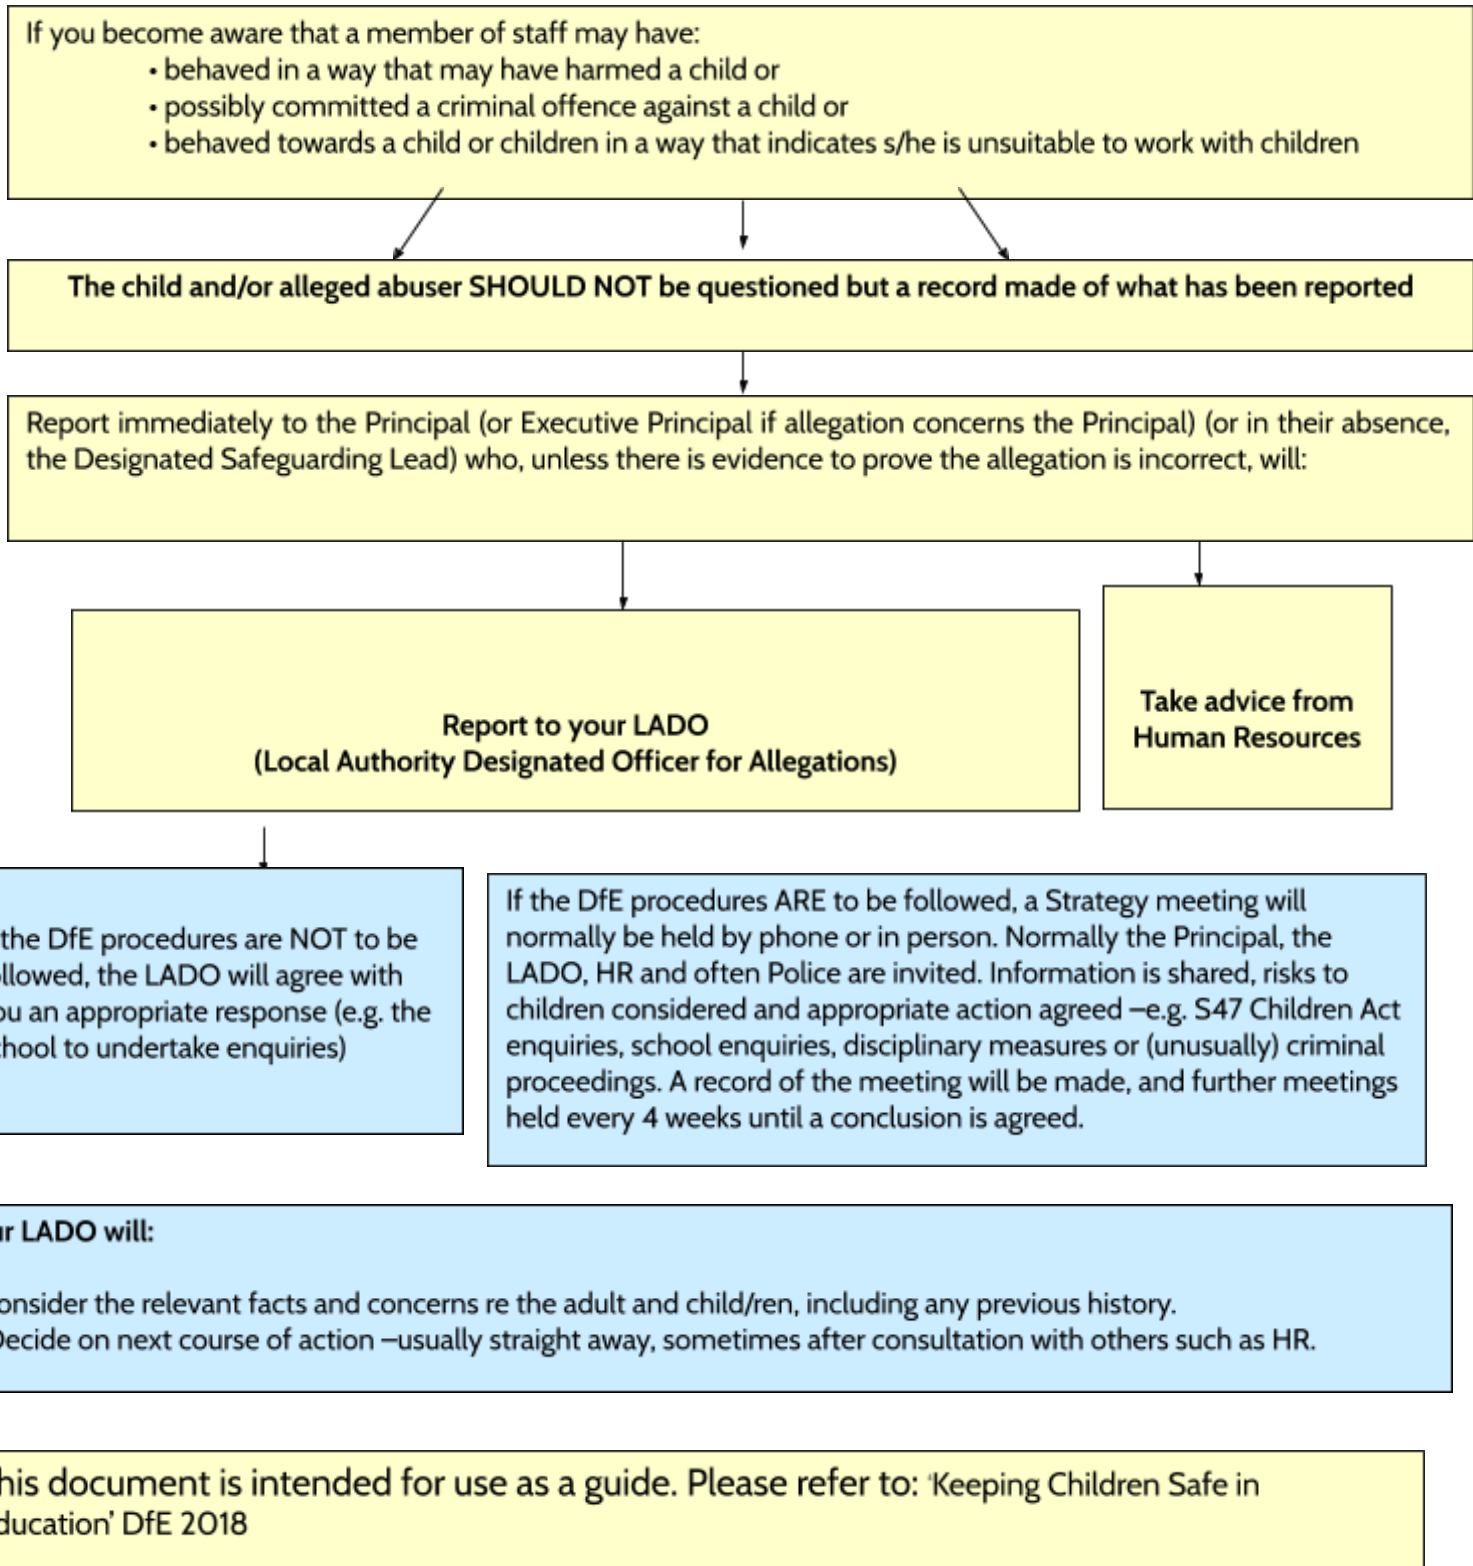 If you become aware that a member of staff may have:
• behaved in a way that may have harmed a child or
• possibly committed a criminal offence against a child or
• behaved towards a child or children in a way that indicates s/he is unsuitable to work with children
The child and/or alleged abuser SHOULD NOT be questioned but a record made of what has been reported
Report immediately to the Principal (or Executive Principal if allegation concerns the Principal) (or in their absence,
the Designated Safeguarding Lead) who, unless there is evidence to prove the allegation is incorrect, will:
Report to your LADO
(Local Authority Designated Officer for Allegations)
Take advice from
Human Resources
the DfE procedures are NOT to be
llowed, the LADO will agree with
ou an appropriate response (e.g. the
chool to undertake enquiries)
If the DfE procedures ARE to be followed, a Strategy meeting will
normally be held by phone or in person. Normally the Principal, the
LADO, HR and often Police are invited. Information is shared, risks to
children considered and appropriate action agreed –e.g. S47 Children Act
enquiries, school enquiries, disciplinary measures or (unusually) criminal
proceedings. A record of the meeting will be made, and further meetings
held every 4 weeks until a conclusion is agreed.
ur LADO will:
onsider the relevant facts and concerns re the adult and child/ren, including any previous history.
Decide on next course of action –usually straight away, sometimes after consultation with others such as HR.
his document is intended for use as a guide. Please refer to: ‘Keeping Children Safe in
ducation’ DfE 2018